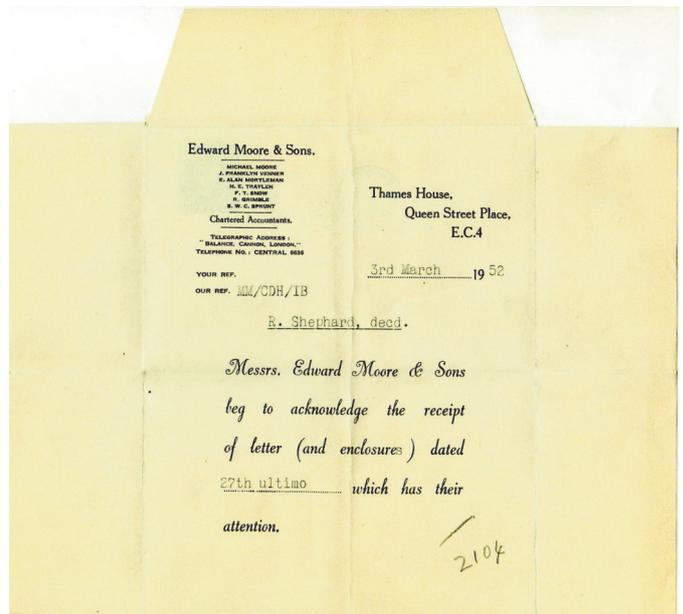 Edward Moore & Sons.
MICHAEL MOORE
J. FRANKLYN VENNER
E. ALAN MORTLEMAN
H. E. TRAYLEN
F. T. SNOW
R. GRIMBLE
S. W. C. SPRUNT
Chartered Accountants.
TELEGRAPHIC ADDRESS :
"BALANCE, CANNON, LONDON,"
TELEPHONE NO. : CENTRAL 6636
Thames House,
Queen Street Place,
E.C.4
3rd March 19 52
YOUR REF.
OUR REF. MM/CDH/IB
R. Shephard, decd.
Messrs. Edward Moore & Sons
beg to acknowledge the receipt
of letter (and enclosures ) dated
27th ultimo which has their
attention.
2104